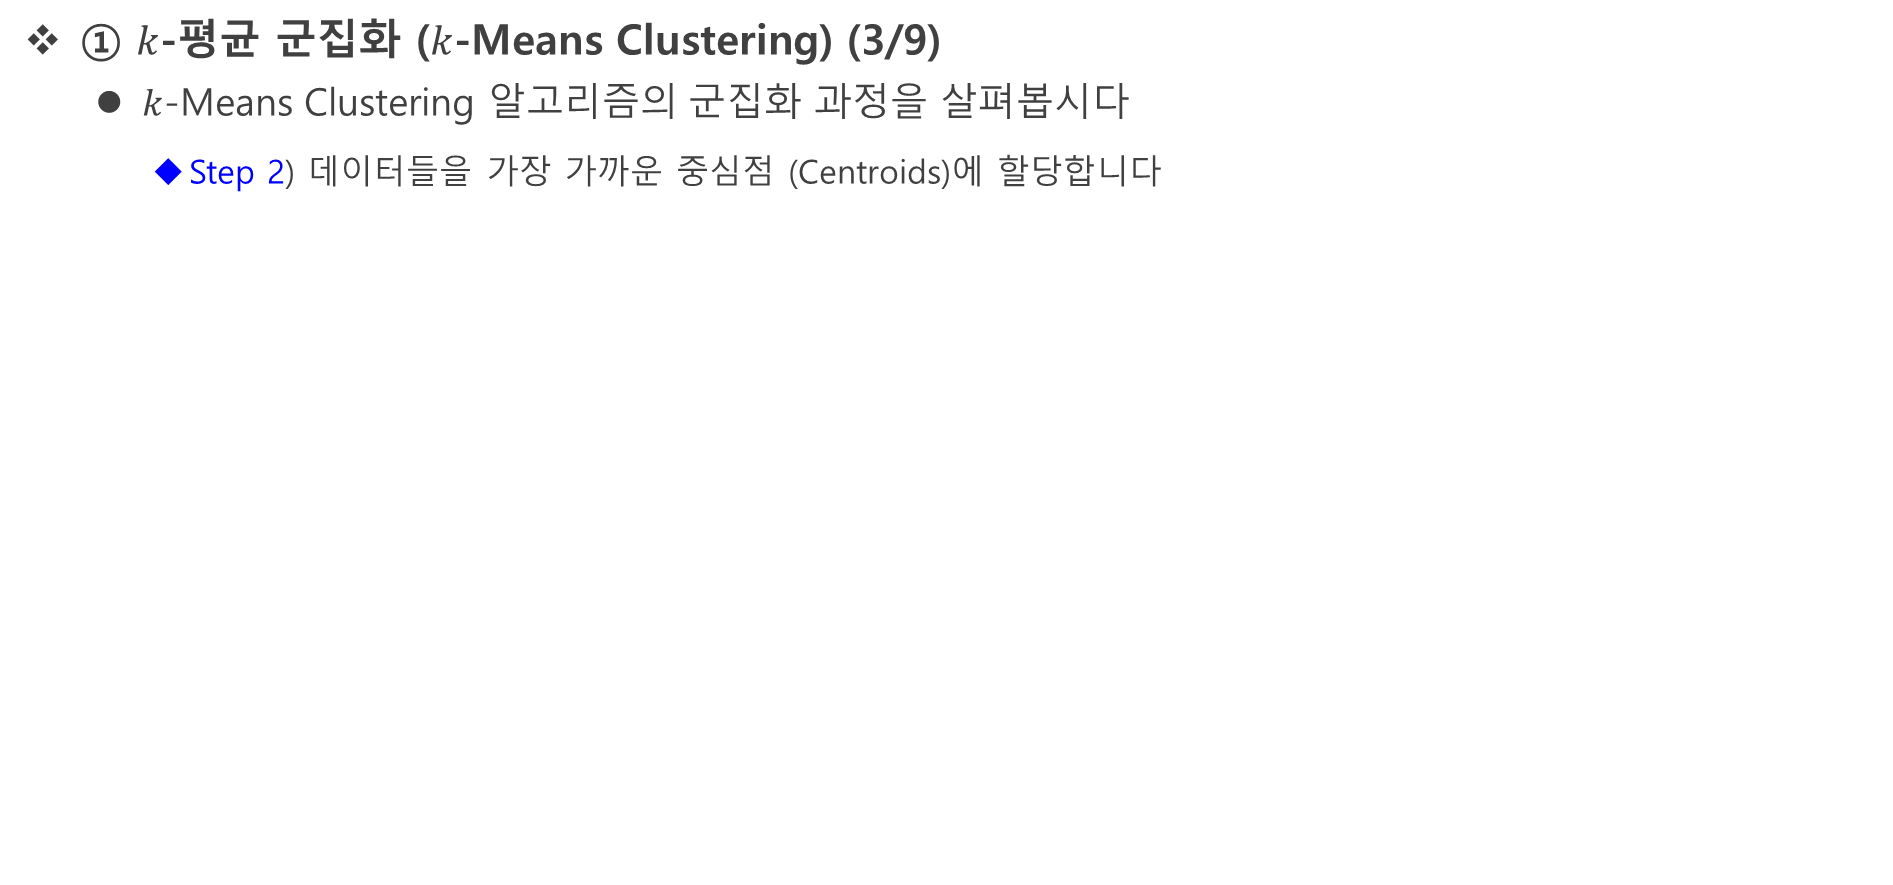 ❖ ① k-평균 군집화 (k-Means Clustering) (3/9)
● k-Means Clustering 알고리즘의 군집화 과정을 살펴봅시다
◆ Step 2) 데이터들을 가장 가까운 중심점 (Centroids)에 할당합니다